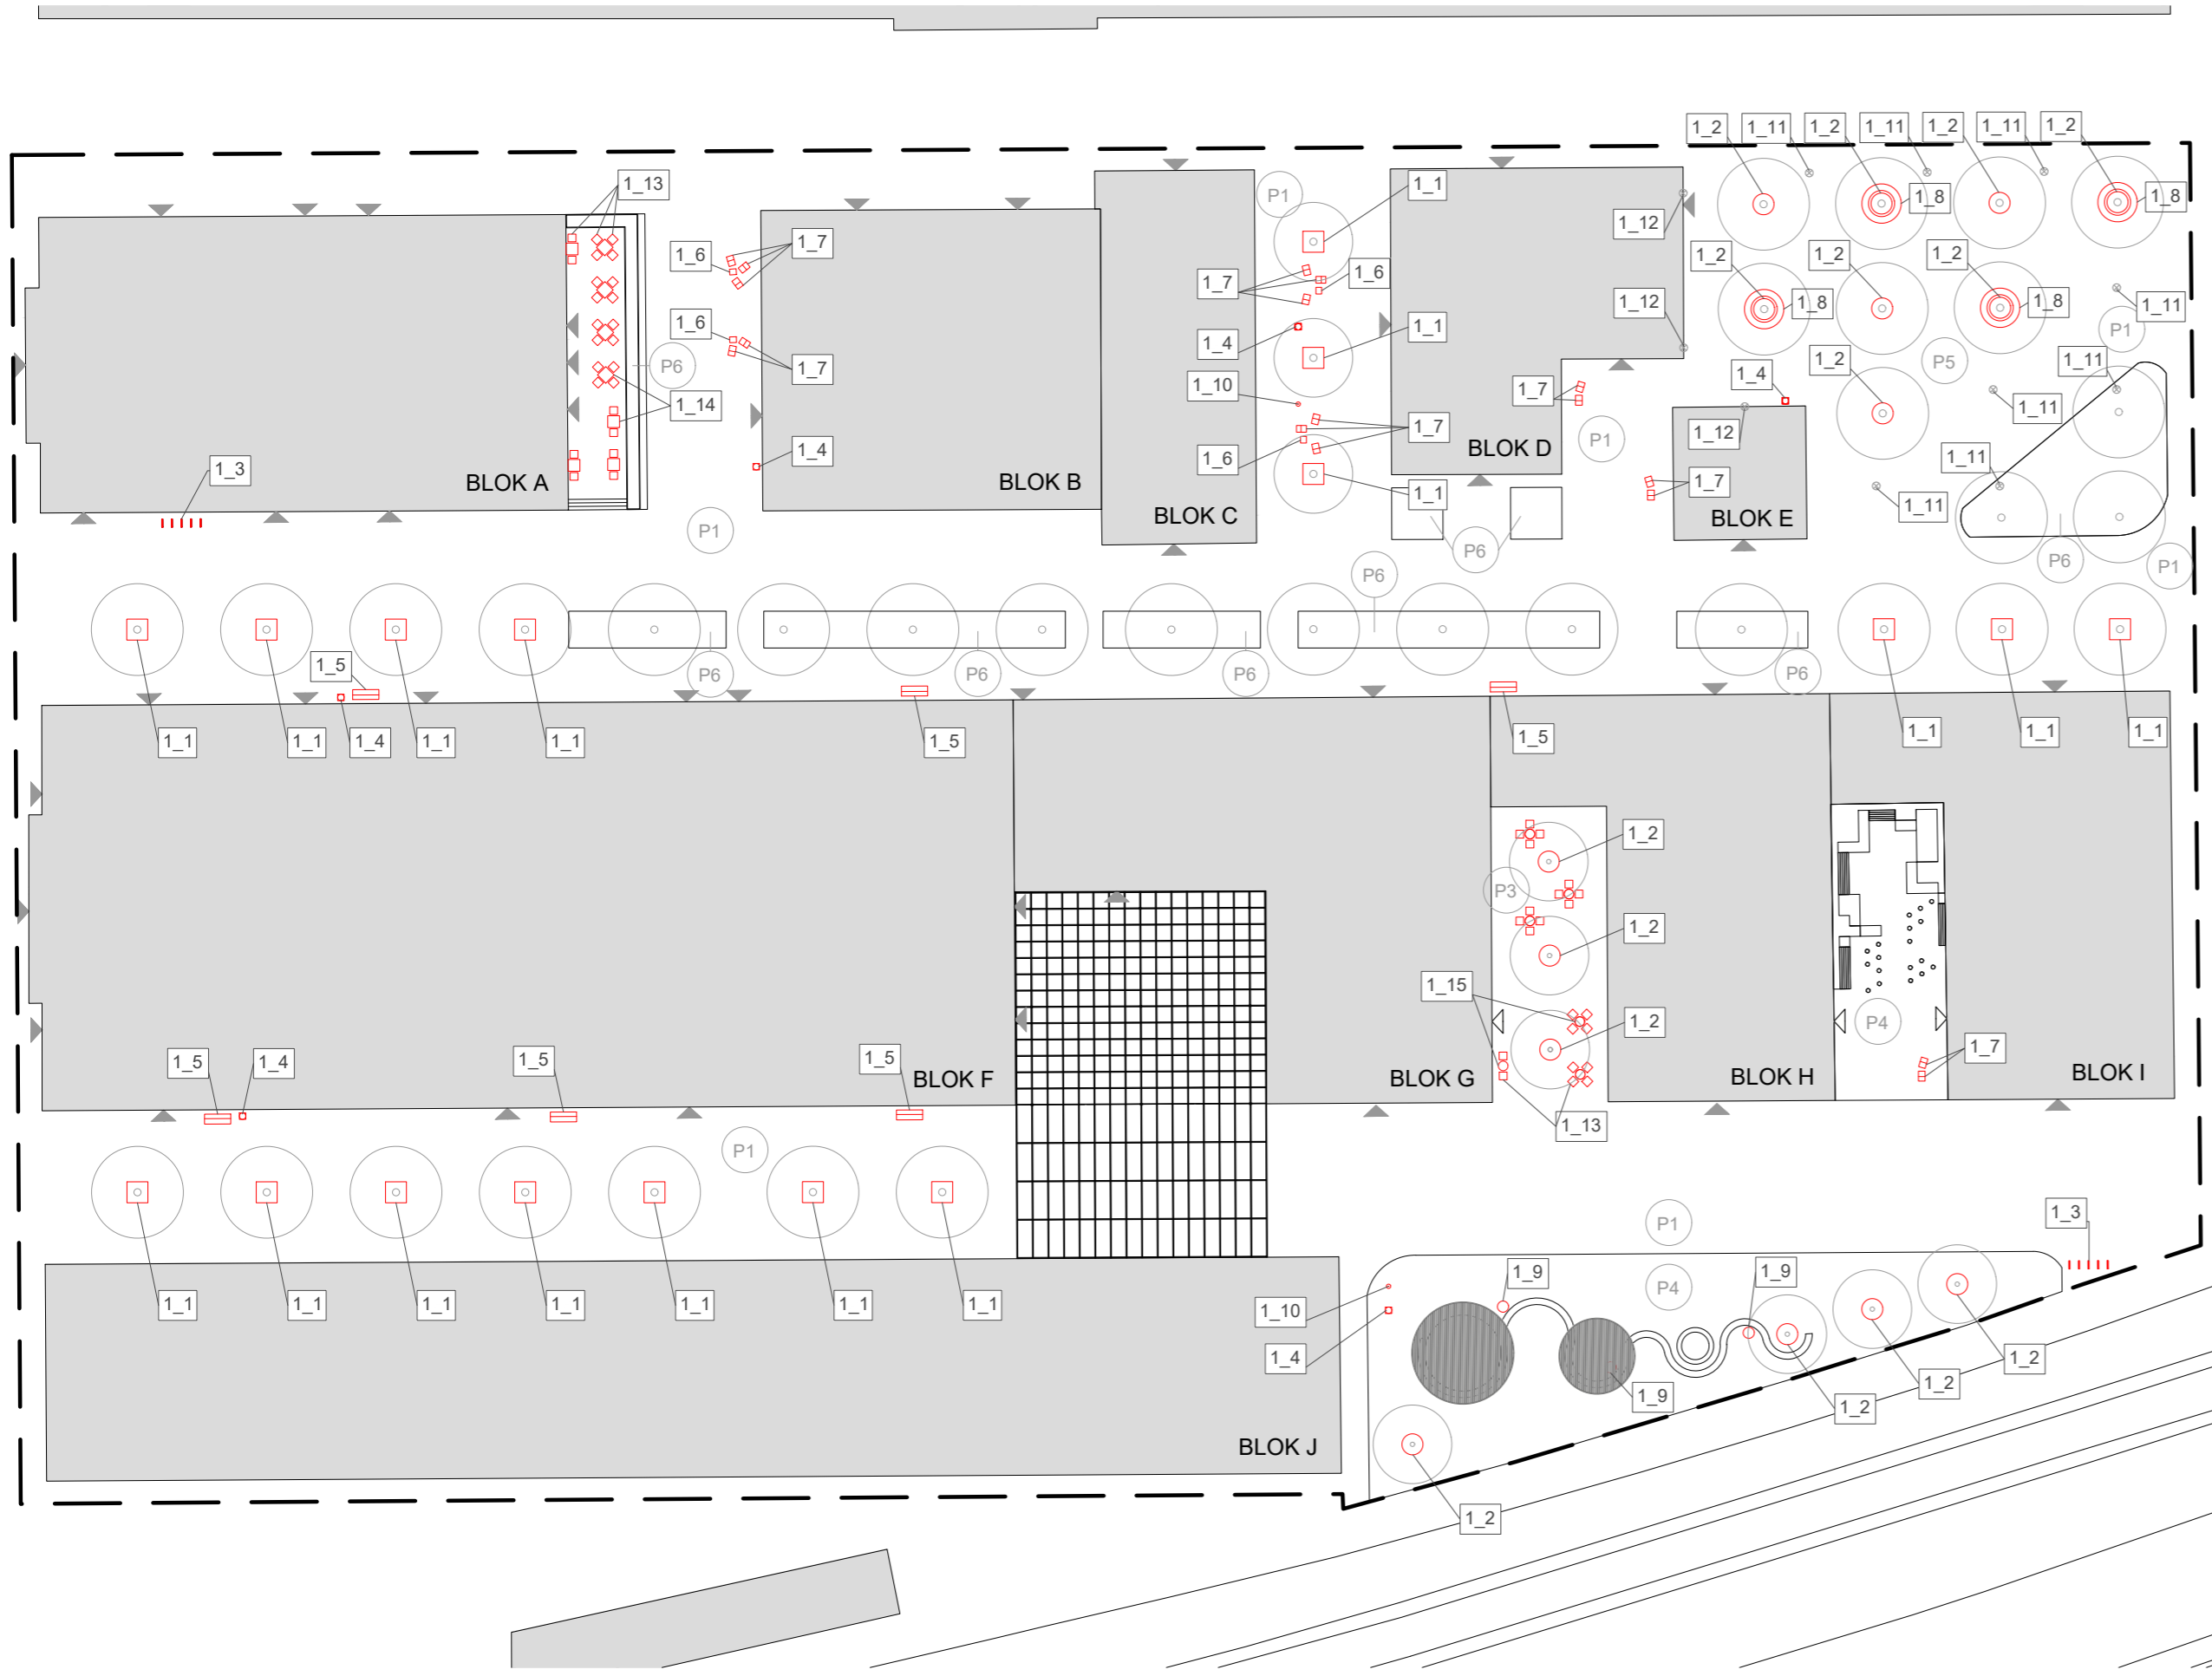 1_2
1_11
1_2
1_11
1_2
1_11
1_2
1_13
P1
1_1
1_8
1_8
1_12
1_6
1_7
1_7
1_6
1_2
1_2
1_2
1_6
1_7
1_4
1_1
1_12
1_8
1_8
1_11
P1
P6
1_14
1_10
1_7
1_4
1_2
P5
1_11
1_11
1_4
1_7
P1
1_12
1_3
BLOK A
BLOK B
1_6
BLOK D
1_7
1_11
1_11
1_1
BLOK C
BLOK E
P1
P6
P6
P1
P6
1_5
P6
P6
P6
P6
1_1
1_1
1_4
1_1
1_1
1_5
1_5
1_1
1_1
1_1
1_2
P3
1_2
1_15
1_2
P4
1_5
1_4
1_5
1_5
BLOK F
BLOK G
BLOK H
1_7
BLOK I
1_13
P1
1_3
P1
1_9
1_9
P4
1_1
1_1
1_1
1_1
1_1
1_1
1_1
1_10
1_4
1_9
1_2
1_2
1_2
BLOK J
1_2